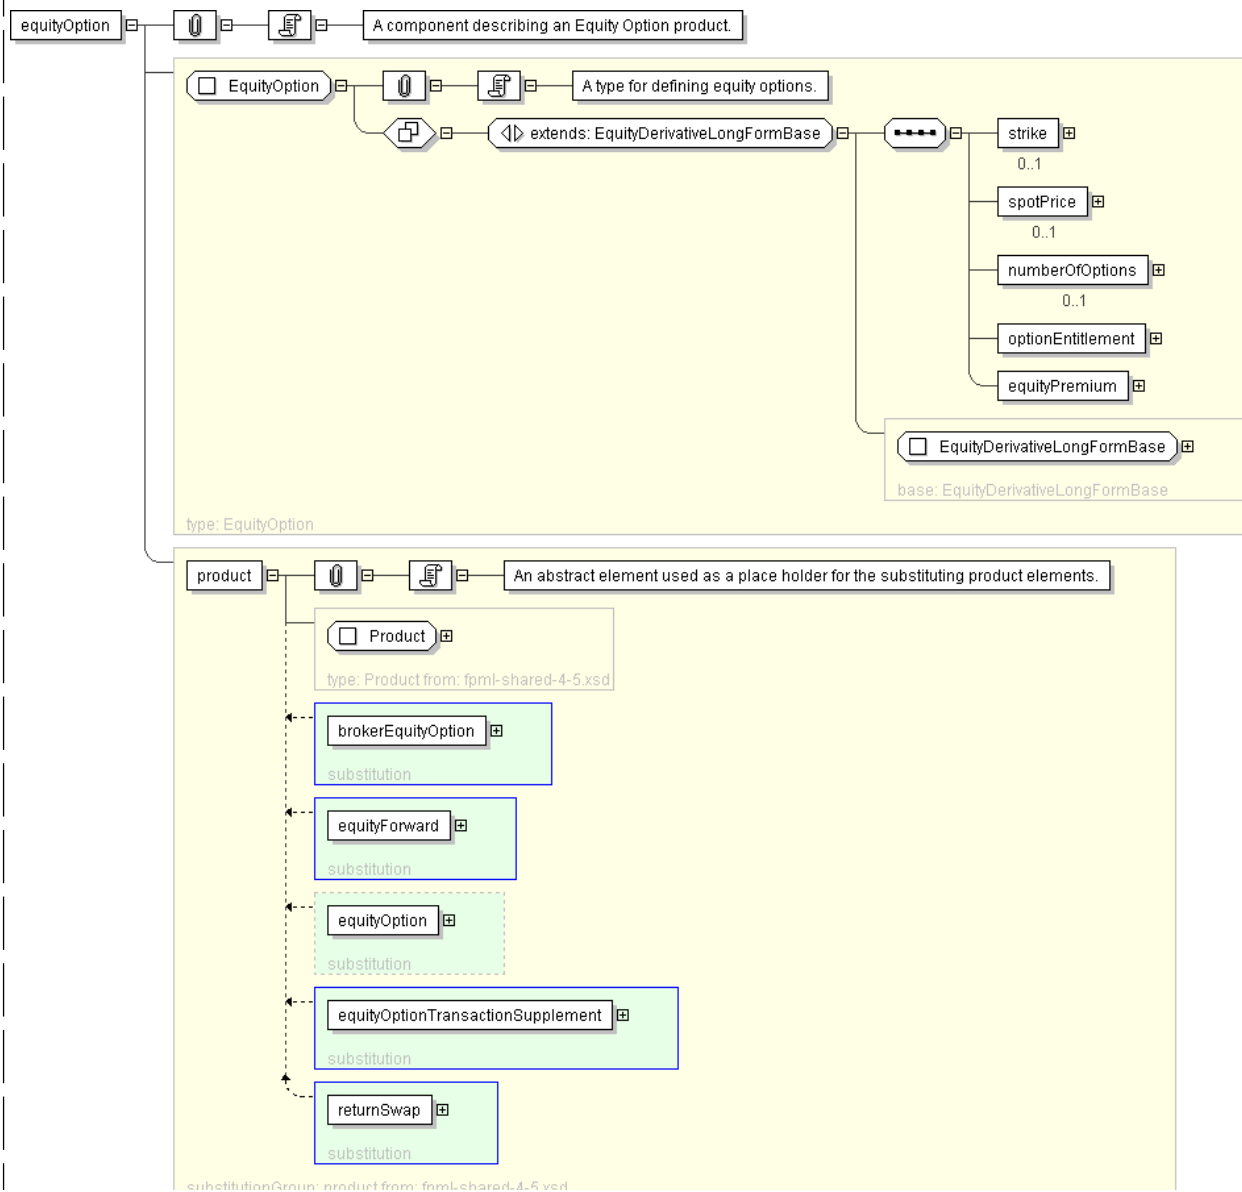 equityOption
A component describing an Equity Option product.
EquityOption
A type for defining equity options.
extends: EquityDerivativeLongFormBase
strike
0..1
spotPrice
0..1
numberOfOptions
0..1
optionEntitlement
equityPremium
EquityDerivativeLongFormBase
base: EquityDerivativeLongFormBase
type: EquityOption
product
An abstract element used as a place holder for the substituting product elements.
Product
type: Product from: fpml-shared-4-5.xsd
brokerEquityOption
substitution
equityForward
substitution
equityOption
substitution
equityOptionTransactionSupplement
substitution
returnSwap
substitution
substitutionGroup: product from: fpml-shared-4-5.xsd